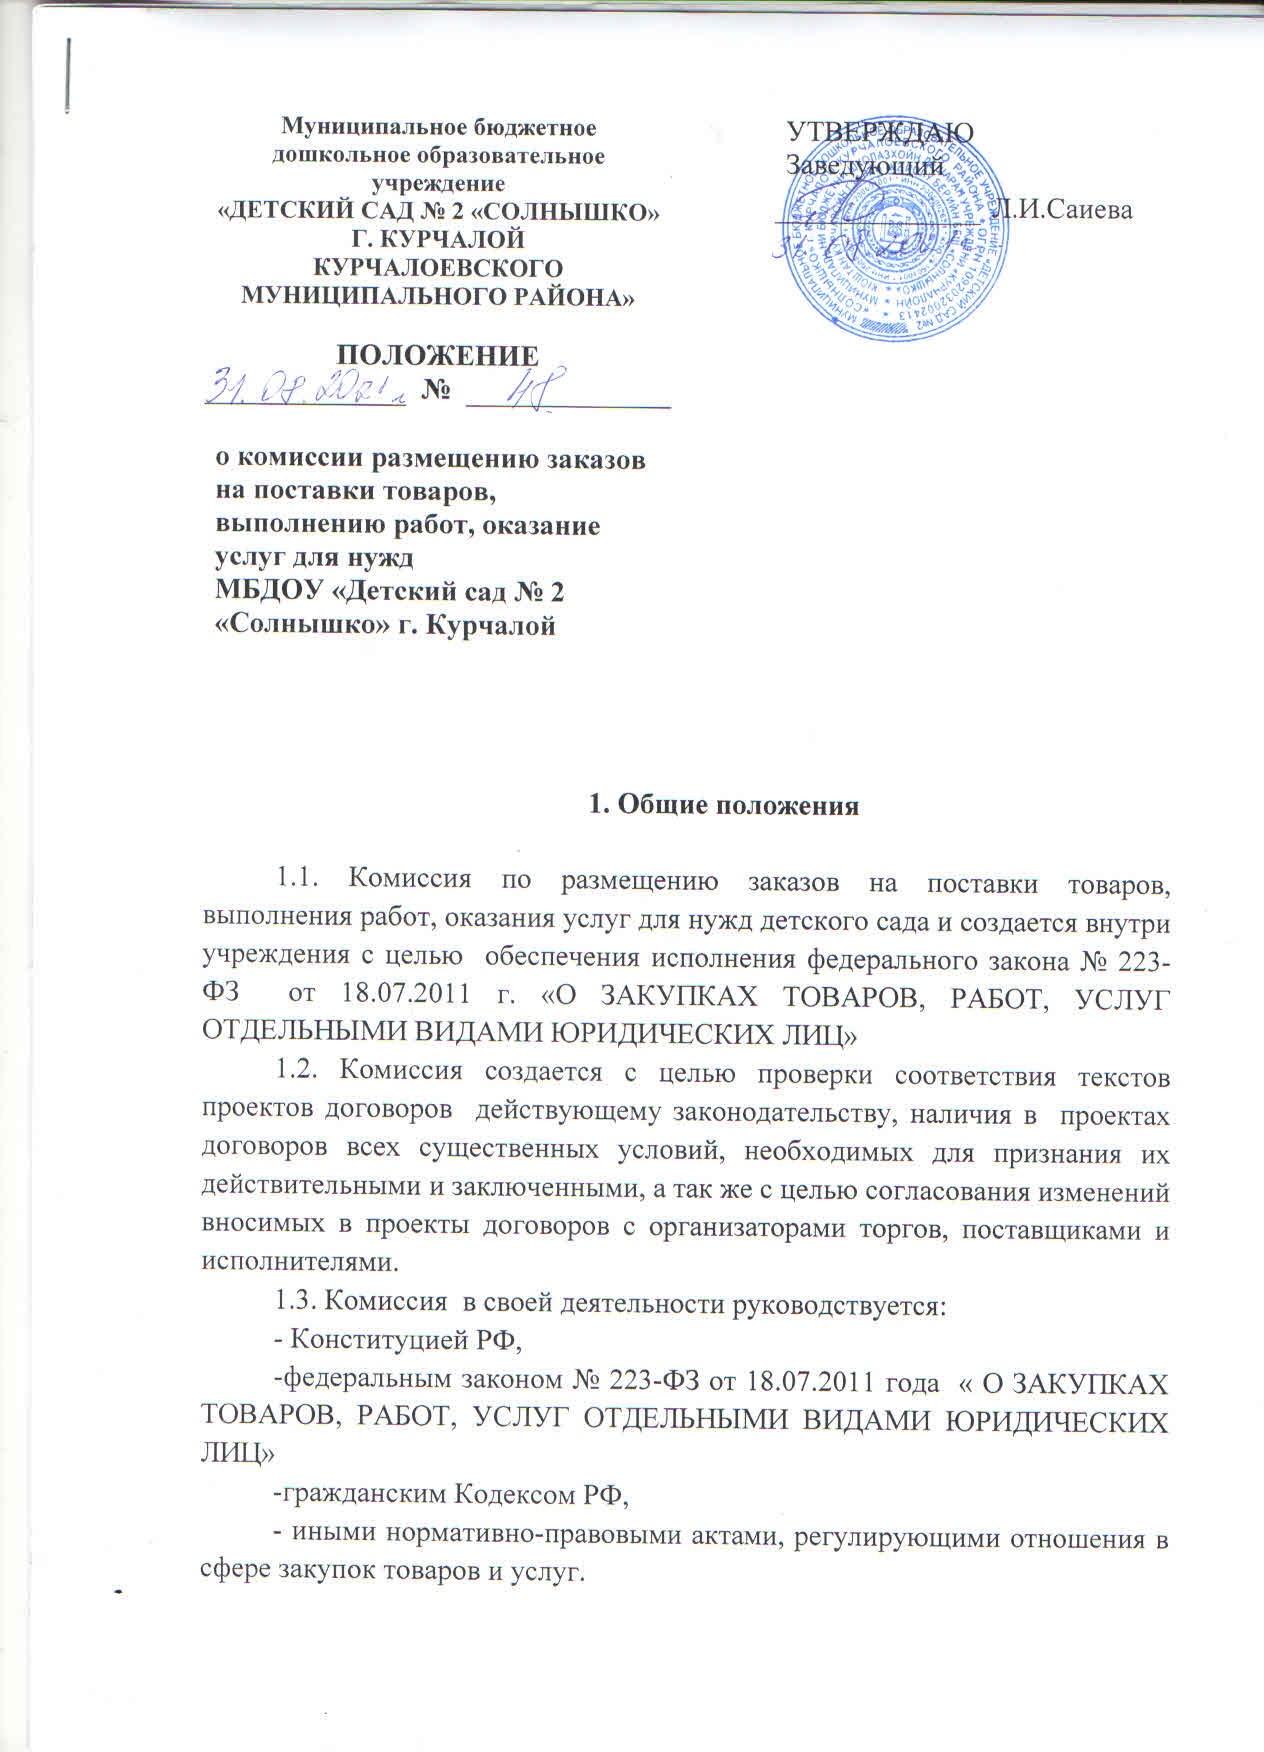 Муниципальное бюджетное
дошкольное образовательное
учреждение
«ДЕТСКИЙ САД № 2 «СОЛНЫШКО»
Г. КУРЧАЛОЙ
КУРЧАЛОЕВСКОГО
МУНИЦИПАЛЬНОГО РАЙОНА»
УТВЕРЖДАЮ
Заведующий
Л.И.Саиева
ПОЛОЖЕНИЕ
31.08.2021г № 48
о комиссии размещению заказов
на поставки товаров,
выполнению работ, оказание
услуг для нужд
МБДОУ «Детский сад № 2
«Солнышко» г. Курчалой
1. Общие положения
1.1. Комиссия по размещению заказов на поставки товаров,
выполнения работ, оказания услуг для нужд детского сада и создается внутри
учреждения с целью обеспечения исполнения федерального закона № 223-
ФЗ от 18.07.2011 г. «О ЗАКУПКАХ ТОВАРОВ, РАБОТ, УСЛУГ
ОТДЕЛЬНЫМИ ВИДАМИ ЮРИДИЧЕСКИХ ЛИЦ»
1.2. Комиссия создается с целью проверки соответствия текстов
проектов договоров действующему законодательству, наличия в проектах
договоров всех существенных условий, необходимых для признания их
действительными и заключенными, а так же с целью согласования изменений
вносимых в проекты договоров с организаторами торгов, поставщиками и
исполнителями.
1.3. Комиссия в своей деятельности руководствуется:
- Конституцией РФ,
-федеральным законом № 223-ФЗ от 18.07.2011 года « О ЗАКУПКАХ
ТОВАРОВ, РАБОТ, УСЛУГ ОТДЕЛЬНЫМИ ВИДАМИ ЮРИДИЧЕСКИХ
ЛИЦ»
-гражданским Кодексом РФ,
- иными нормативно-правовыми актами, регулирующими отношения в
сфере закупок товаров и услуг.